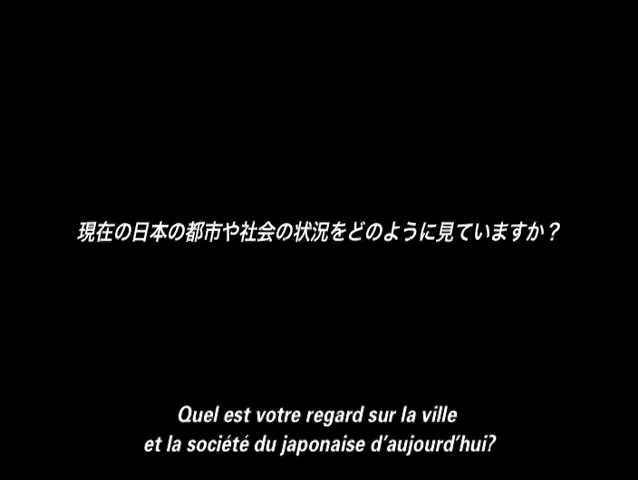 現在の日本の都市や社会の状況をどのように見ていますか？
Quel est votre regard sur la ville
et la société du japonaise d'aujourd'hui?